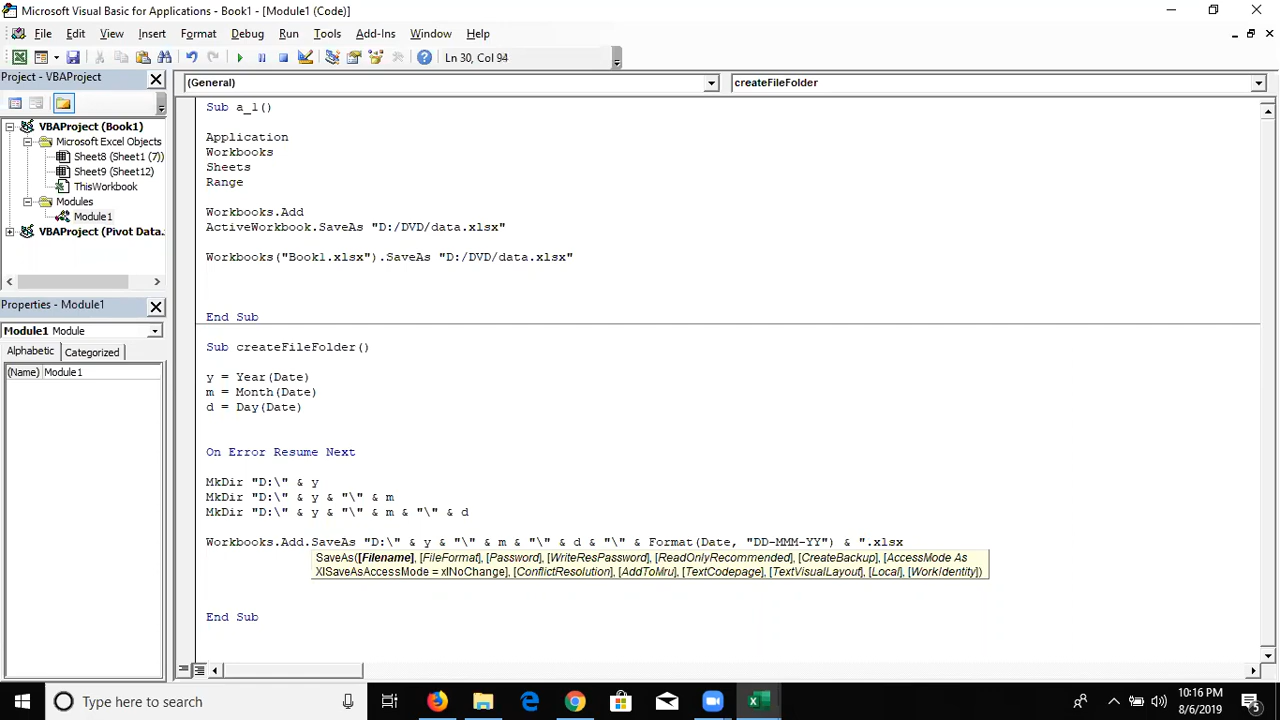 Microsoft Visual Basic for Applications - Book1 - [Module1 (Code)]
File Edit View Insert Format Debug Run Tools Add-Ins Window Help
Ln 30, Col 94
Project - VBAProject
VBAProject (Book1)
Microsoft Excel Objects
Sheet8 (Sheet1 (7))
Sheet9 (Sheet12)
ThisWorkbook
Modules
Module1
VBAProject (Pivot Data.
Properties - Module1
Module1 Module
Alphabetic Categorized
(Name) Module1
(General) createFileFolder
Sub a_1()
Application
Workbooks
Sheets
Range
Workbooks.Add
ActiveWorkbook.SaveAs "D:/DVD/data.xlsx"
Workbooks("Book1.xlsx").SaveAs "D:/DVD/data.xlsx"
End Sub
Sub createFileFolder()
y = Year(Date)
m = Month(Date)
d = Day(Date)
On Error Resume Next
MkDir "D:\" & y
MkDir "D:\" & y & "\" & m
MkDir "D:\" & y & "\" & m & "\" & d
Workbooks.Add.SaveAs "D:\" & y & "\" & m & "\" & d & "\" & Format(Date, "DD-MMM-YY") & ".xlsx
SaveAs([Filename], [FileFormat], [Password], [WriteResPassword], [ReadOnlyRecommended], [CreateBackup], [AccessMode As
XlSaveAsAccessMode = xlNoChange], [ConflictResolution], [AddToMru], [TextCodepage], [TextVisualLayout], [Local], [WorkIdentity])
End Sub
Type here to search
10:16 PM
8/6/2019
5